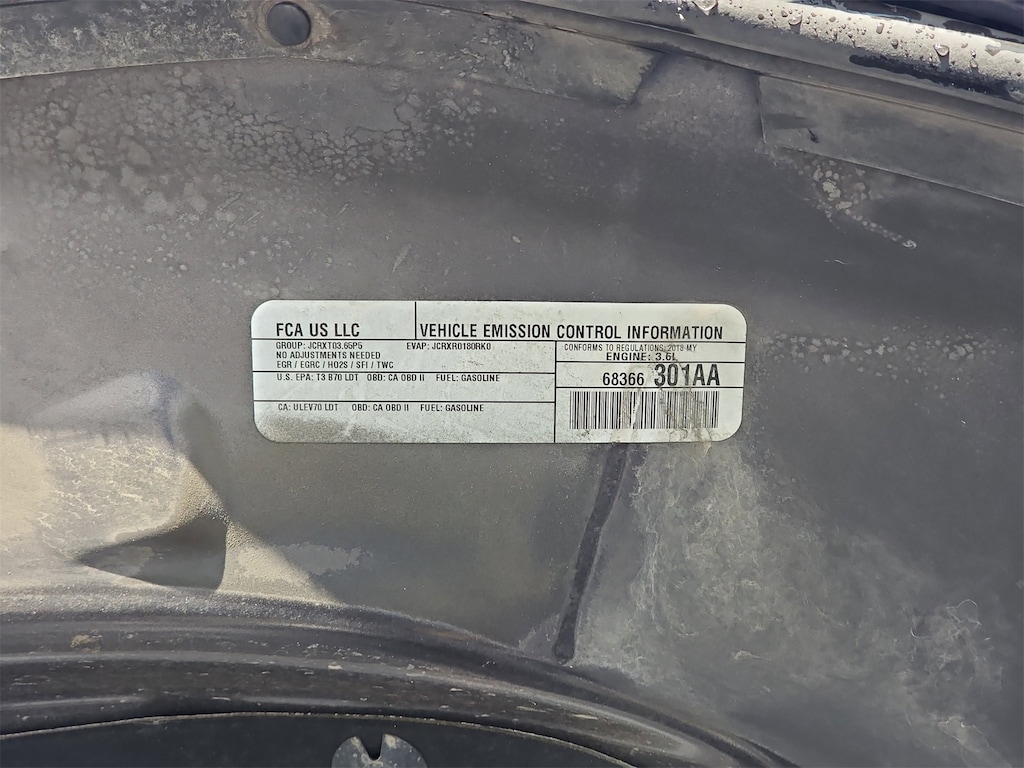 FCA US LLC
VEHICLE EMISSION CONTROL INFORMATION
GROUP: JCRXT03.65P5 EVAP: JCRXR0180RK0
NO ADJUSTMENTS NEEDED
EGR / EGRC / HO2S / SFI / TWC
U.S. EPA: T3 B70 LDT OBD: CA OBD II FUEL: GASOLINE
CA: ULEV70 LDT OBD: CA OBD II FUEL: GASOLINE
CONFORMS TO REGULATIONS: 2018 MY
ENGINE: 3.6L
68366 301AA